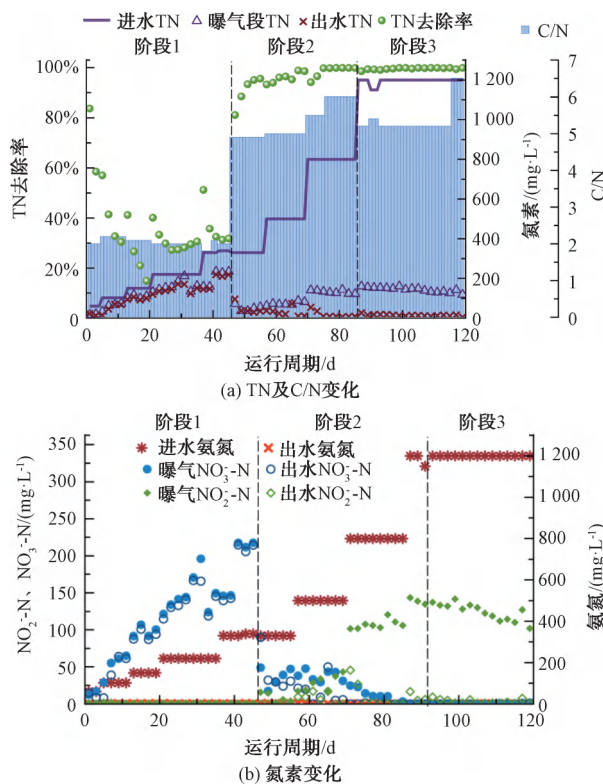 进水TN 曝气段TN 出水TN TN去除率 C/N
阶段1 阶段2 阶段3
100%
80%
60%
40%
20%
0
TN去除率
1 200
1 000
800
600
400
200
0
氮素/(mg·L⁻¹)
7
6
5
4
3
2
1
0
C/N
0 20 40 60 80 100 120
运行周期/d
(a) TN及C/N变化
阶段1 阶段2 阶段3
进水氨氮 出水氨氮
曝气NO₃⁻-N 出水NO₃⁻-N
曝气NO₂⁻-N 出水NO₂⁻-N
350
300
250
200
150
100
50
0
NO₂⁻-N、NO₃⁻-N/(mg·L⁻¹)
1 200
1 000
800
600
400
200
0
氨氮/(mg·L⁻¹)
0 20 40 60 80 100 120
运行周期/d
(b) 氮素变化